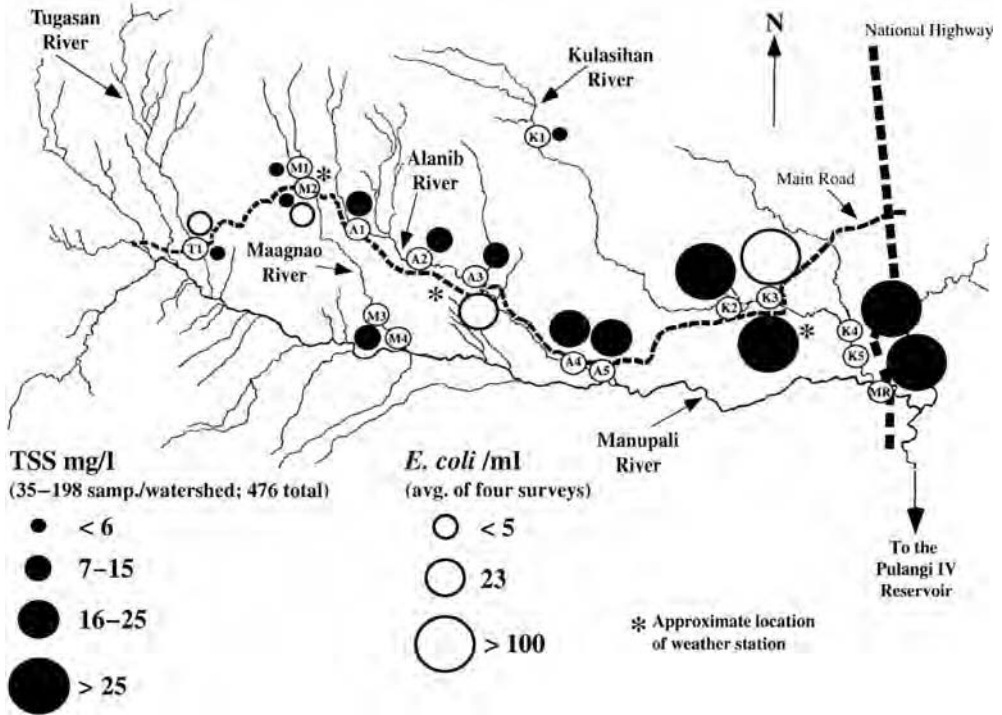 Tugasan
River
Kulasihan
River
N
National Highway
K1
M1
*
M2
Alanib
River
Main Road
A1
T1
A2
Maagnao
River
A3
*
K2
K3
*
M3
M4
K4
K5
A4
A5
MR
Manupali
River
TSS mg/l
(35–198 samp./watershed; 476 total)
< 6
7–15
16–25
> 25
E. coli /ml
(avg. of four surveys)
< 5
23
> 100
* Approximate location
of weather station
To the
Pulangi IV
Reservoir